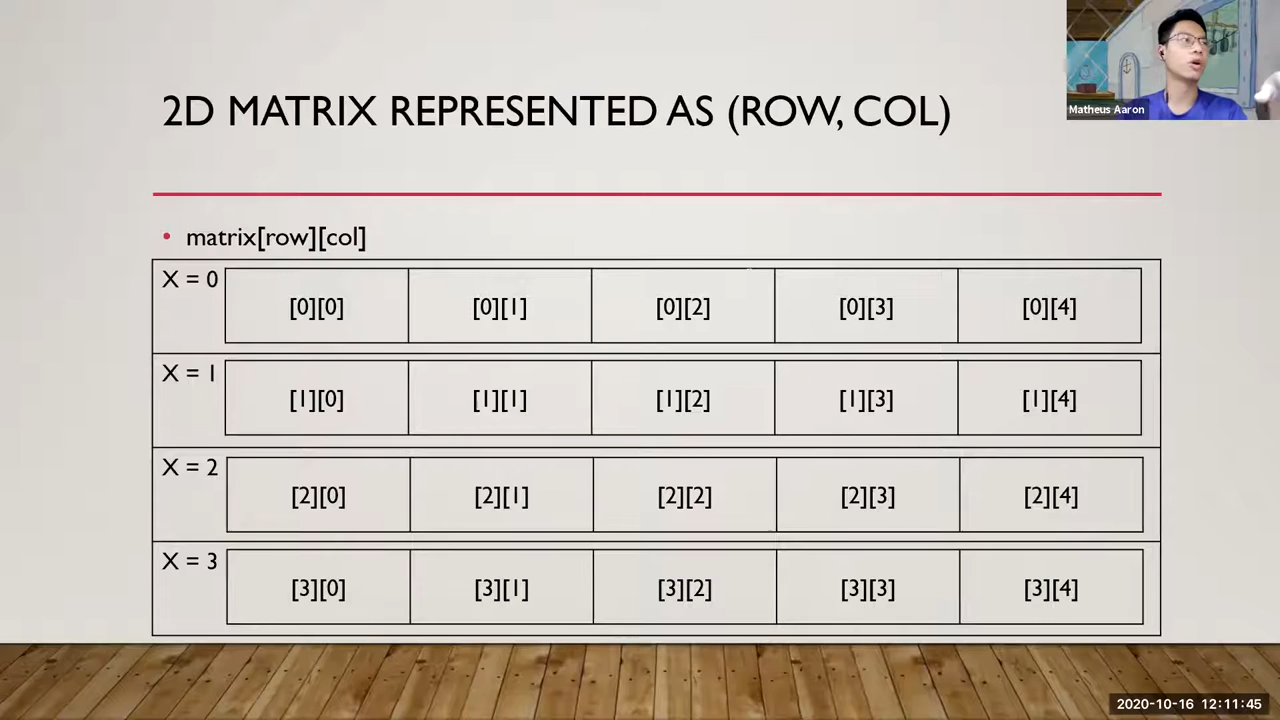 Matheus Aaron
2D MATRIX REPRESENTED AS (ROW, COL)
• matrix[row][col]
X = 0
[0][0] [0][1] [0][2] [0][3] [0][4]
X = 1
[1][0] [1][1] [1][2] [1][3] [1][4]
X = 2
[2][0] [2][1] [2][2] [2][3] [2][4]
X = 3
[3][0] [3][1] [3][2] [3][3] [3][4]
2020-10-16 12:11:45